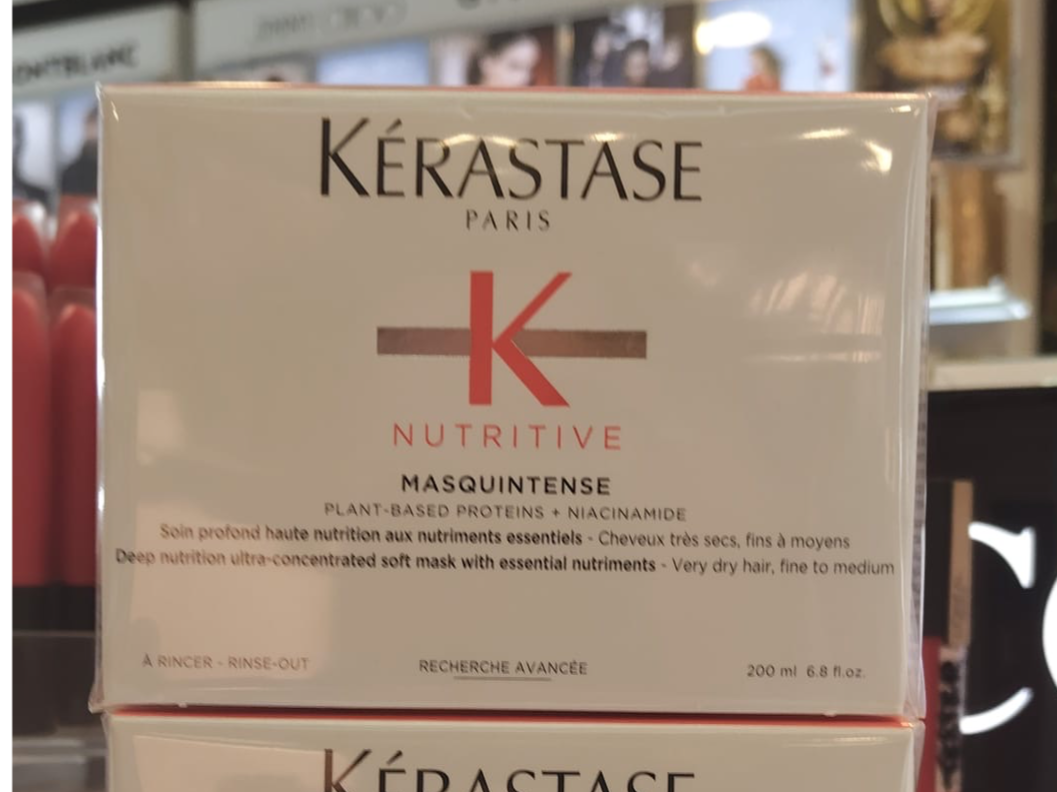 KÉRASTASE
PARIS
K
NUTRITIVE
MASQUINTENSE
PLANT-BASED PROTEINS + NIACINAMIDE
Soin profond haute nutrition aux nutriments essentiels - Cheveux très secs, fins à moyens
Deep nutrition ultra-concentrated soft mask with essential nutriments - Very dry hair, fine to medium
À RINCER - RINSE-OUT
RECHERCHE AVANCÉE
200 ml 6.8 fl.oz.
KÉRASTASE